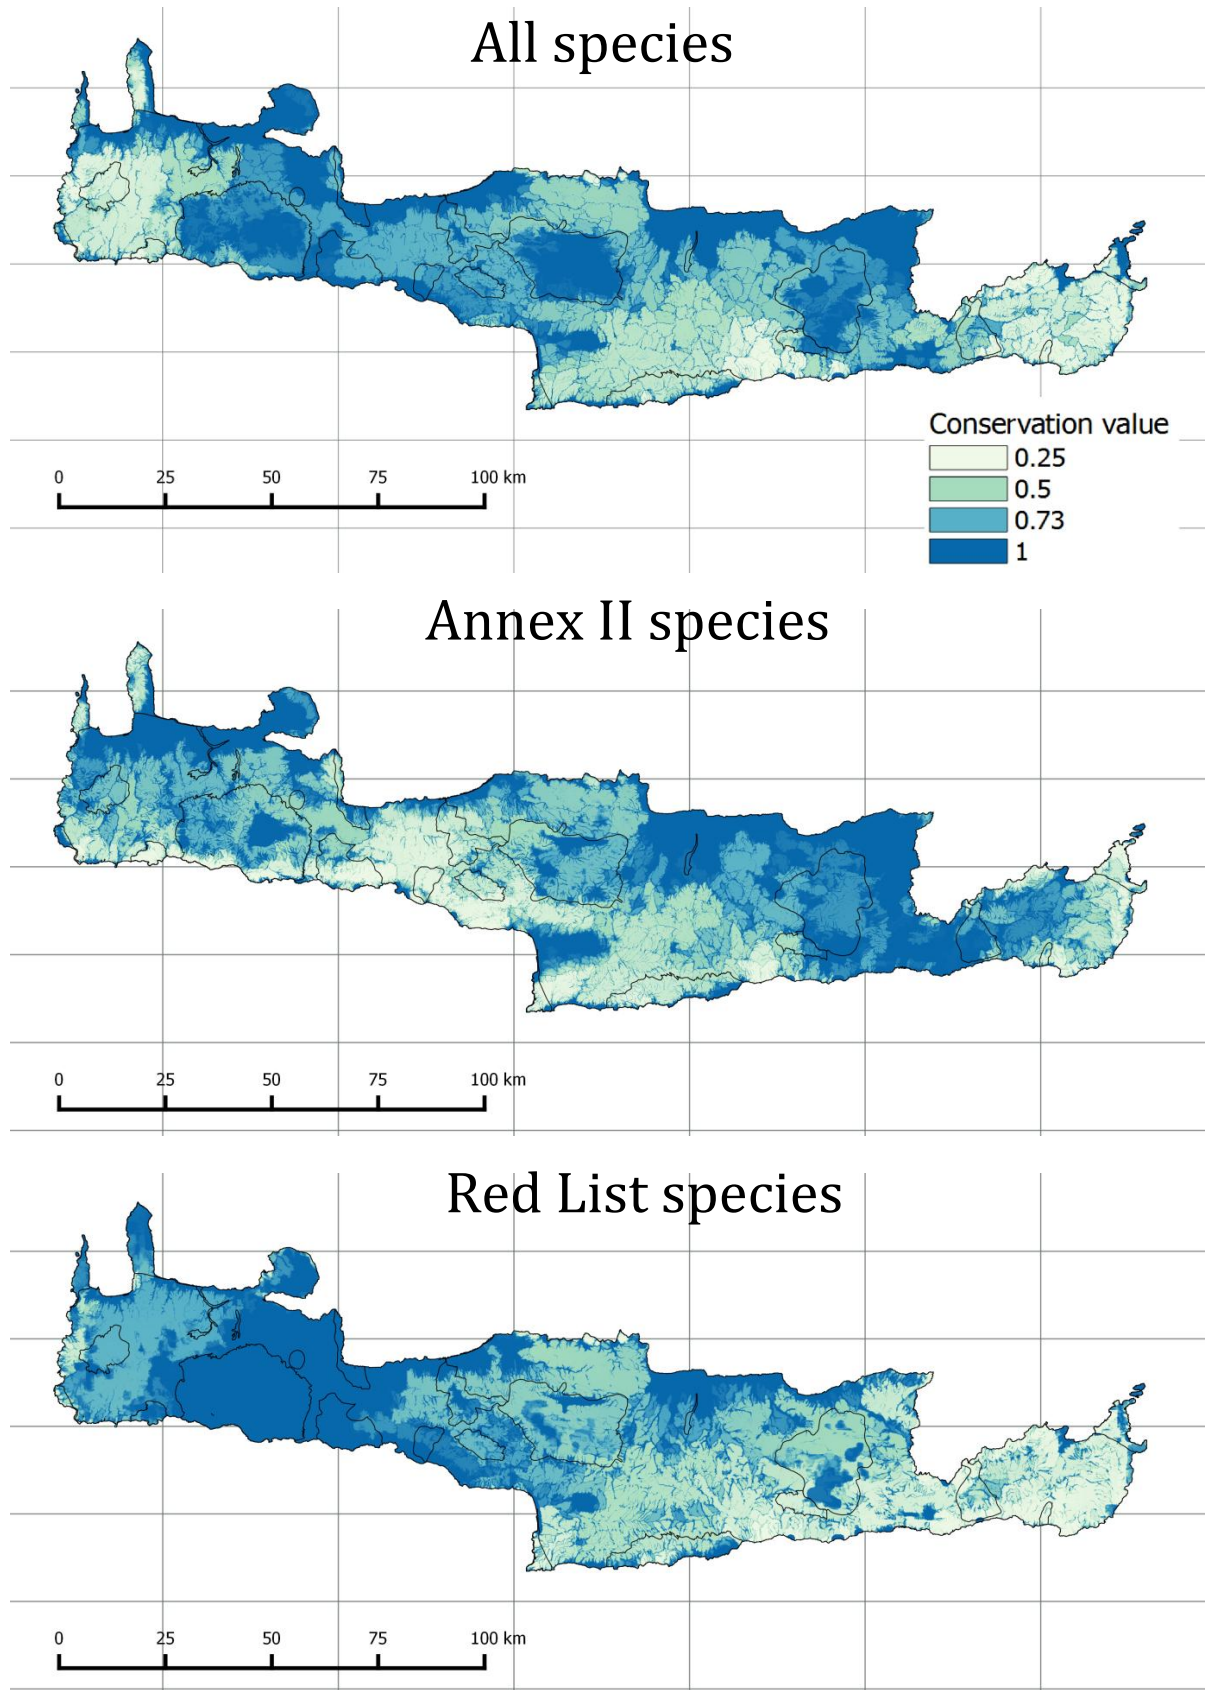 All species
Conservation value
0.25
0.5
0.73
1
0 25 50 75 100 km
Annex II species
0 25 50 75 100 km
Red List species
0 25 50 75 100 km